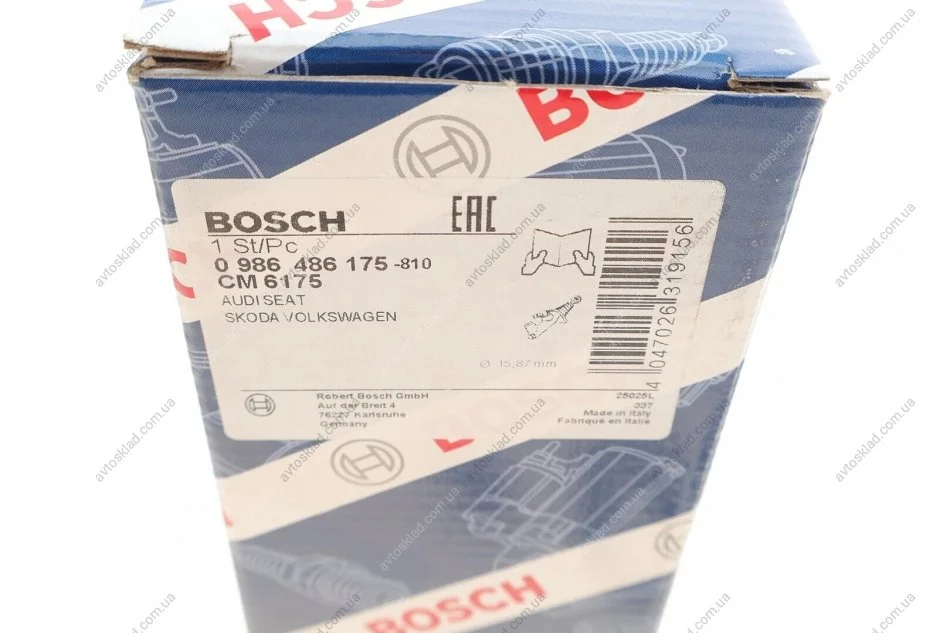 BOSCH
EAC
1 St/Pc
0 986 486 175 -810
CM 6175
AUDI SEAT
SKODA VOLKSWAGEN
Ø 15,87 mm
4 047026 319156
Robert Bosch GmbH
Auf der Breit 4
76227 Karlsruhe
Germany
25025L
337
Made in Italy
Fabriqué en Italie
BOSCH
avtosklad.com.ua